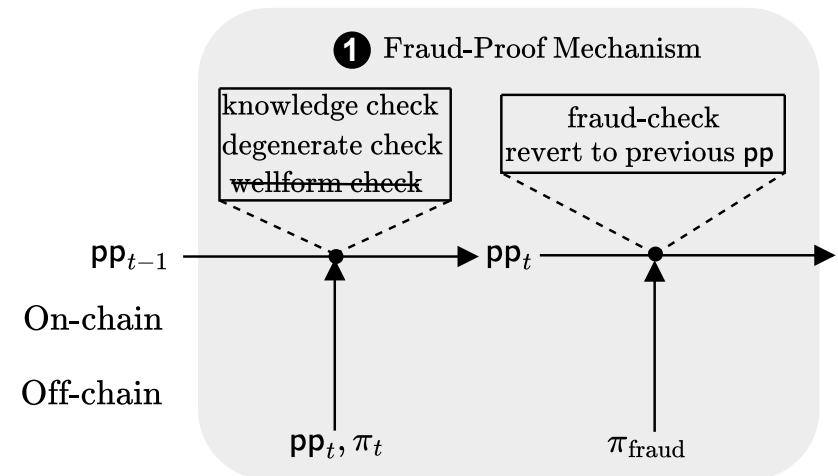 1 Fraud-Proof Mechanism
knowledge check
degenerate check
wellform check
fraud-check
revert to previous pp
pp_{t−1}
pp_t
On-chain
Off-chain
pp_t, π_t
π_fraud